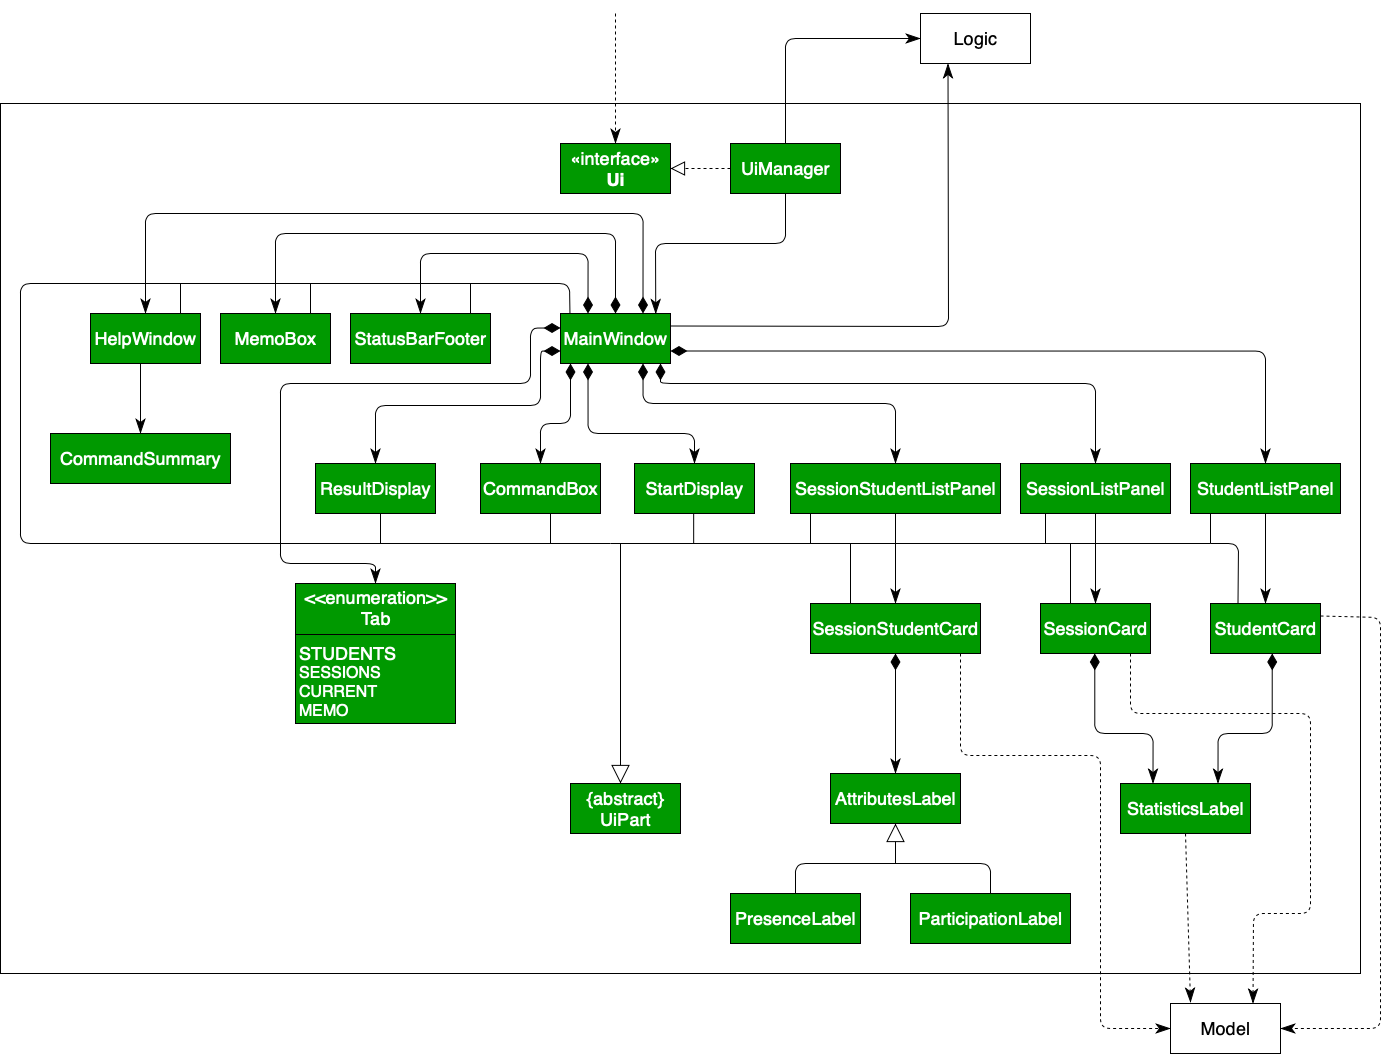 Logic
«interface»
Ui
UiManager
HelpWindow
MemoBox
StatusBarFooter
MainWindow
CommandSummary
ResultDisplay
CommandBox
StartDisplay
SessionStudentListPanel
SessionListPanel
StudentListPanel
<<enumeration>>
Tab
STUDENTS
SESSIONS
CURRENT
MEMO
SessionStudentCard
SessionCard
StudentCard
{abstract}
UiPart
AttributesLabel
StatisticsLabel
PresenceLabel
ParticipationLabel
Model